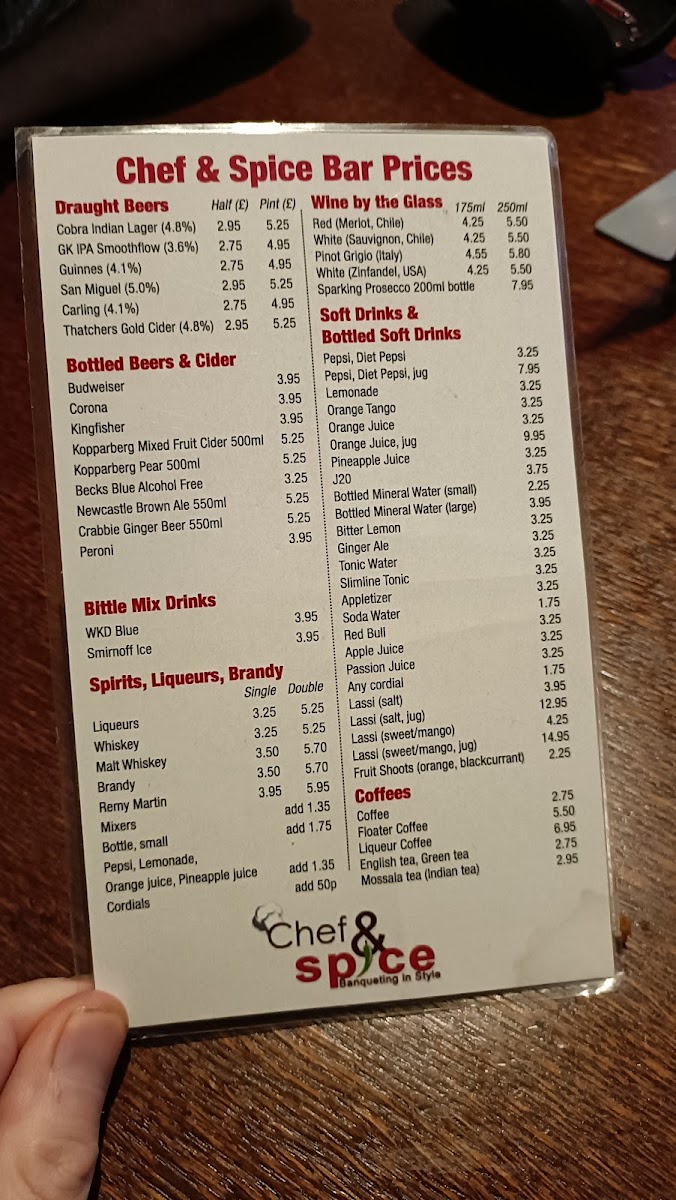 Chef & Spice Bar Prices
Draught Beers Half (£) Pint (£)
Cobra Indian Lager (4.8%) 2.95 5.25
GK IPA Smoothflow (3.6%) 2.75 4.95
Guinnes (4.1%) 2.75 4.95
San Miguel (5.0%) 2.95 5.25
Carling (4.1%) 2.75 4.95
Thatchers Gold Cider (4.8%) 2.95 5.25
Bottled Beers & Cider
Budweiser 3.95
Corona 3.95
Kingfisher 3.95
Kopparberg Mixed Fruit Cider 500ml 5.25
Kopparberg Pear 500ml 5.25
Becks Blue Alcohol Free 3.25
Newcastle Brown Ale 550ml 5.25
Crabbie Ginger Beer 550ml 5.25
Peroni 3.95
Bittle Mix Drinks
WKD Blue 3.95
Smirnoff Ice 3.95
Spirits, Liqueurs, Brandy
Single Double
Liqueurs 3.25 5.25
Whiskey 3.25 5.25
Malt Whiskey 3.50 5.70
Brandy 3.50 5.70
Remy Martin 3.95 5.95
Mixers add 1.35
Bottle, small add 1.75
Pepsi, Lemonade,
Orange juice, Pineapple juice add 1.35
Cordials add 50p
Wine by the Glass 175ml 250ml
Red (Merlot, Chile) 4.25 5.50
White (Sauvignon, Chile) 4.25 5.50
Pinot Grigio (Italy) 4.55 5.80
White (Zinfandel, USA) 4.25 5.50
Sparking Prosecco 200ml bottle 7.95
Soft Drinks &
Bottled Soft Drinks
Pepsi, Diet Pepsi 3.25
Pepsi, Diet Pepsi, jug 7.95
Lemonade 3.25
Orange Tango 3.25
Orange Juice 3.25
Orange Juice, jug 9.95
Pineapple Juice 3.25
J20 3.75
Bottled Mineral Water (small) 2.25
Bottled Mineral Water (large) 3.95
Bitter Lemon 3.25
Ginger Ale 3.25
Tonic Water 3.25
Slimline Tonic 3.25
Appletizer 3.25
Soda Water 1.75
Red Bull 3.25
Apple Juice 3.25
Passion Juice 3.25
Any cordial 1.75
Lassi (salt) 3.95
Lassi (salt, jug) 12.95
Lassi (sweet/mango) 4.25
Lassi (sweet/mango, jug) 14.95
Fruit Shoots (orange, blackcurrant) 2.25
Coffees
Coffee 2.75
Floater Coffee 5.50
Liqueur Coffee 6.95
English tea, Green tea 2.75
Mossala tea (Indian tea) 2.95
Chef &
spice
Banqueting in Style